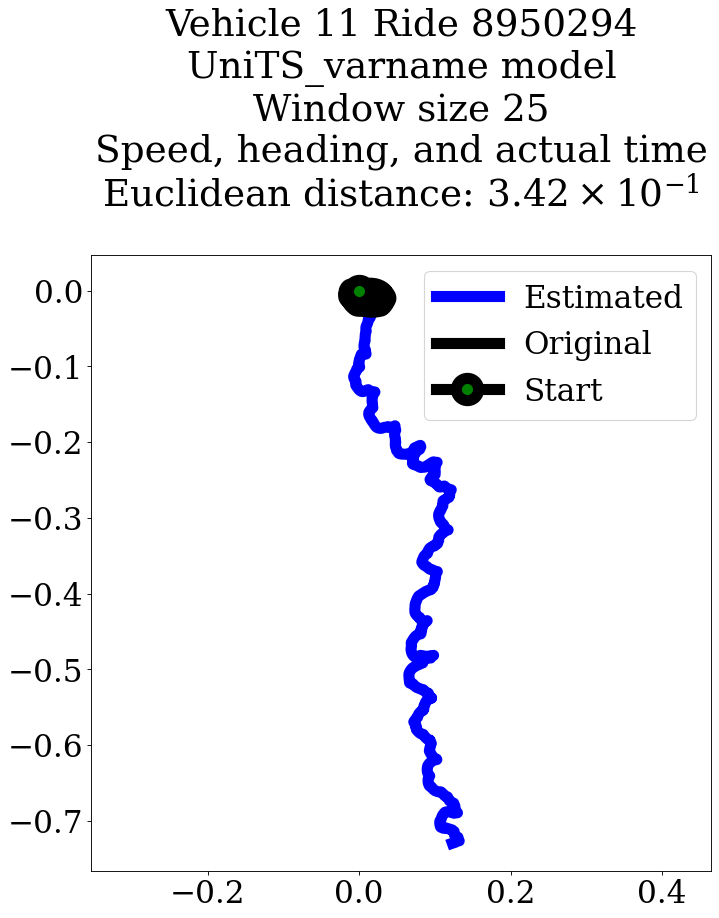 Vehicle 11 Ride 8950294
UniTS_varname model
Window size 25
Speed, heading, and actual time
Euclidean distance: 3.42 × 10⁻¹
Estimated
Original
Start
0.0
−0.1
−0.2
−0.3
−0.4
−0.5
−0.6
−0.7
−0.2 0.0 0.2 0.4